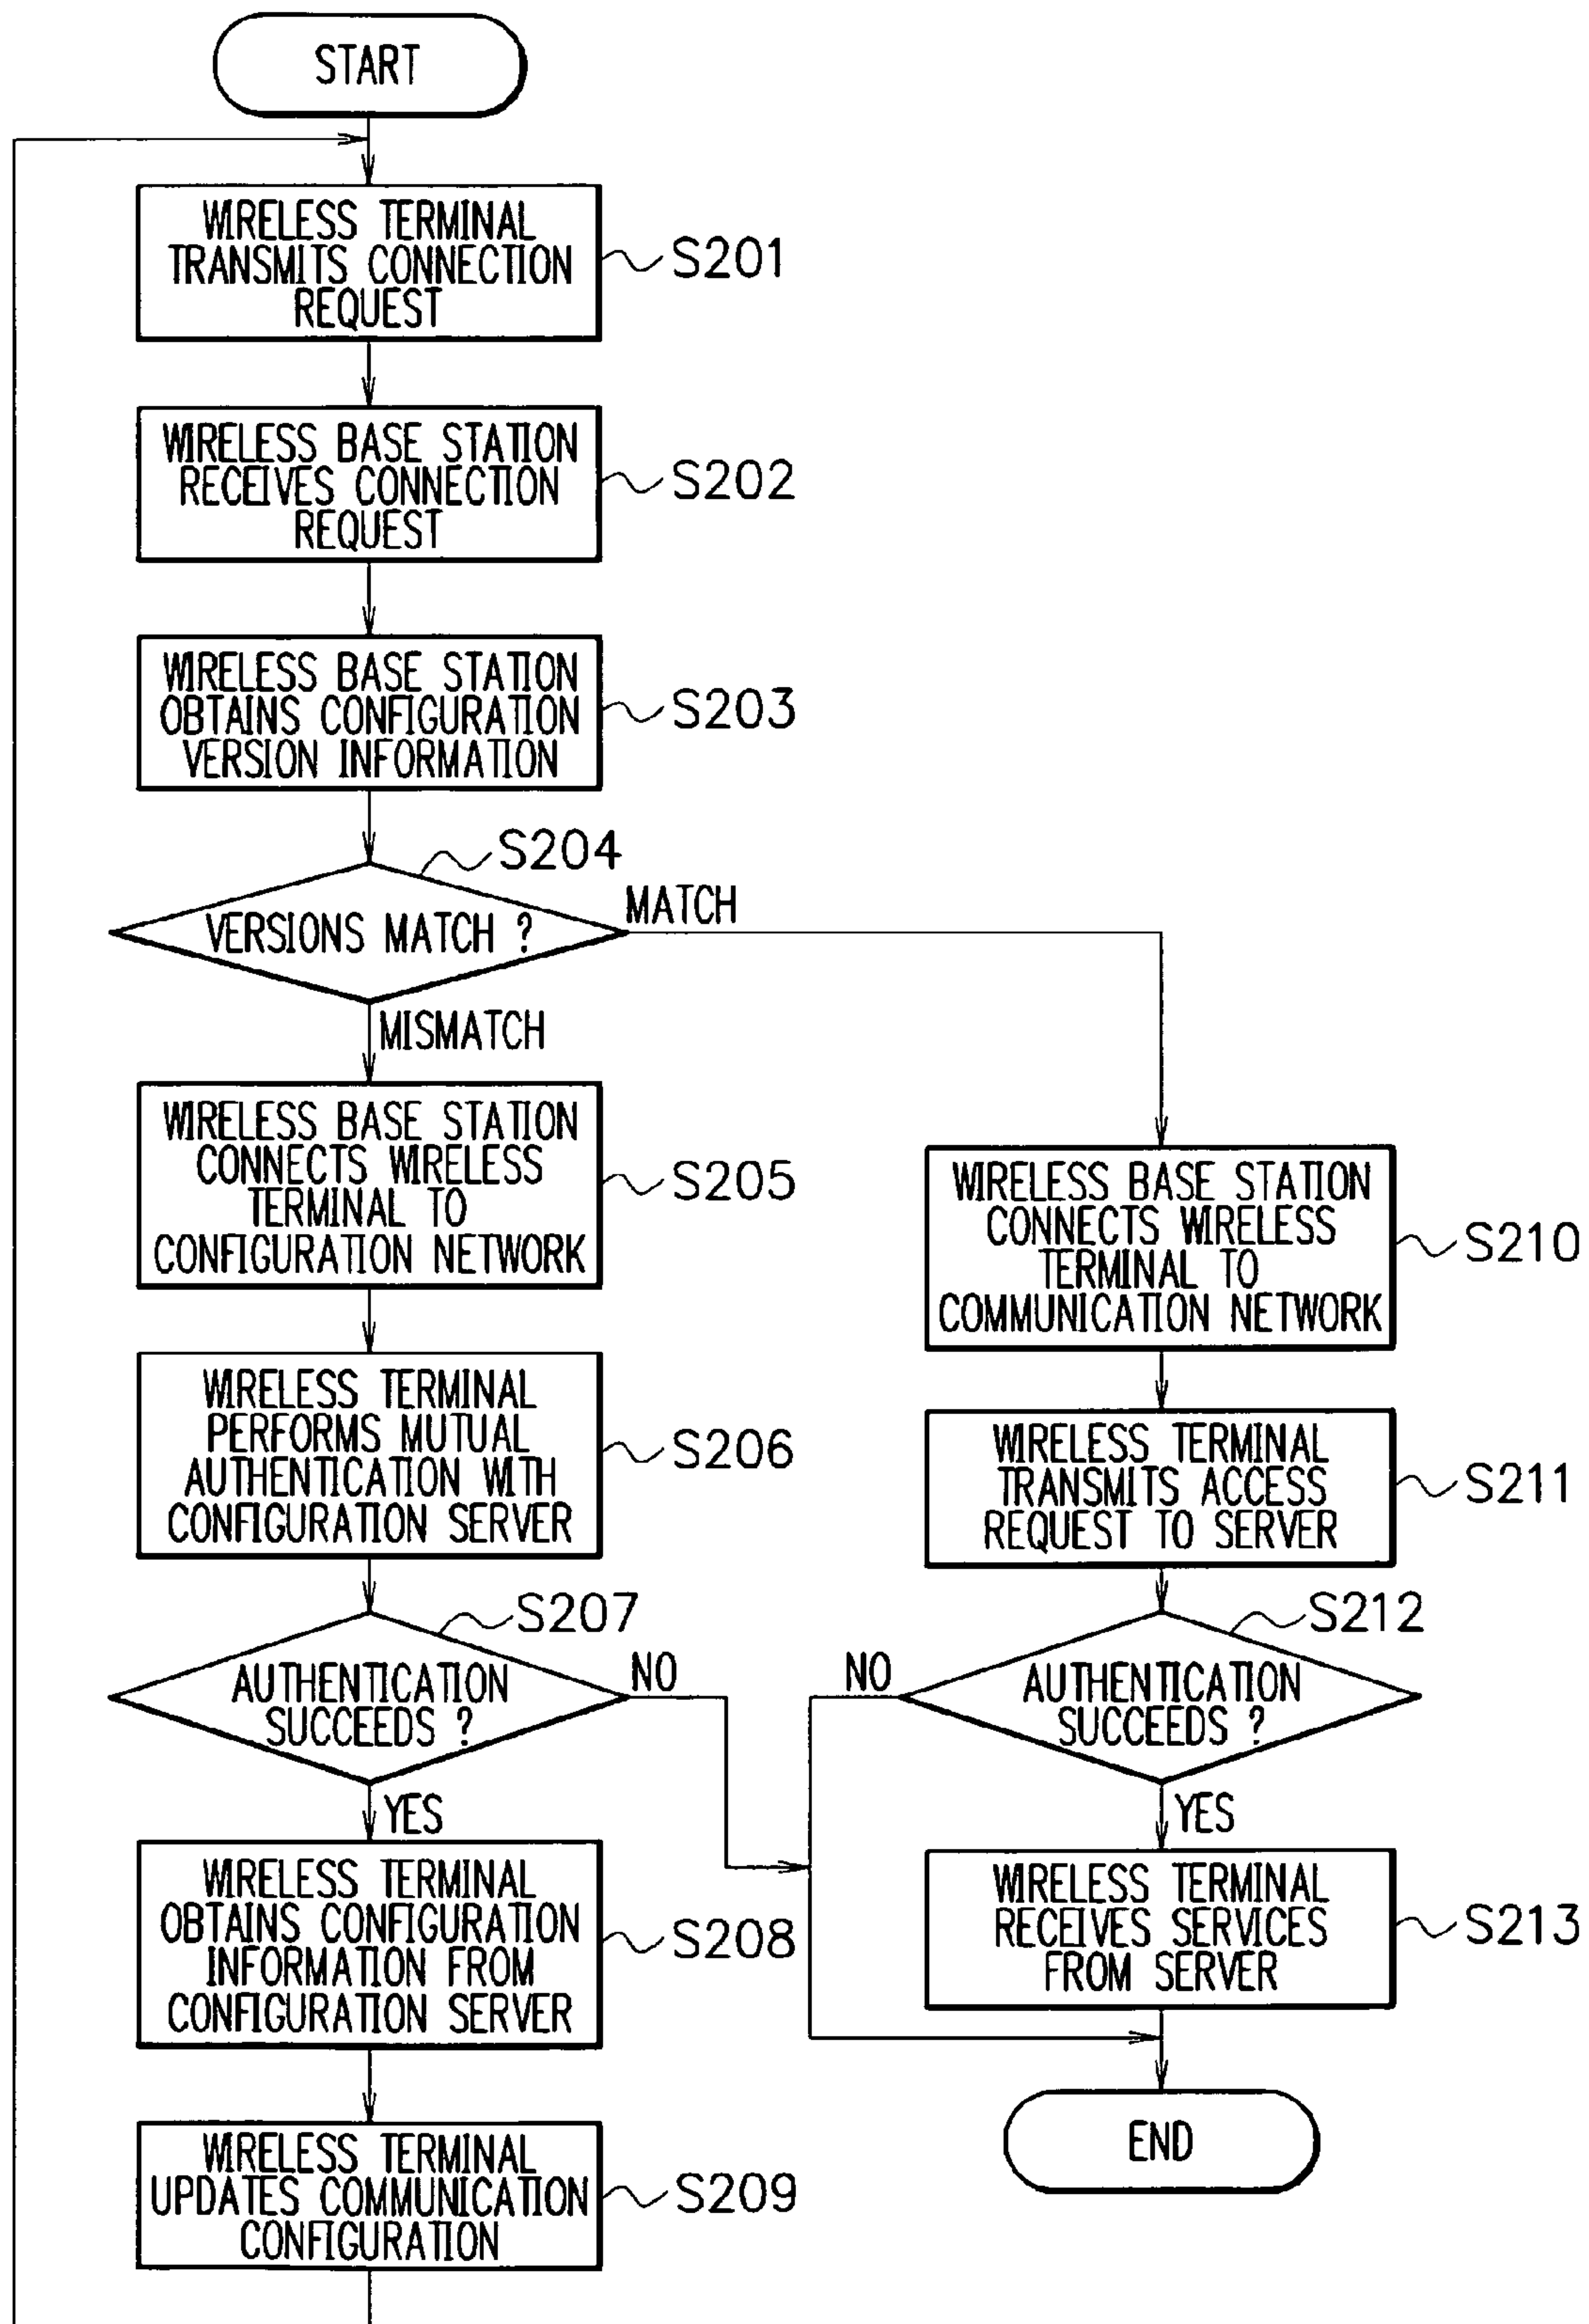 START
WIRELESS TERMINAL
TRANSMITS CONNECTION
REQUEST
S201
WIRELESS BASE STATION
RECEIVES CONNECTION
REQUEST
S202
WIRELESS BASE STATION
OBTAINS CONFIGURATION
VERSION INFORMATION
S203
S204
VERSIONS MATCH ?
MATCH
MISMATCH
WIRELESS BASE STATION
CONNECTS WIRELESS
TERMINAL TO
CONFIGURATION NETWORK
S205
WIRELESS TERMINAL
PERFORMS MUTUAL
AUTHENTICATION WITH
CONFIGURATION SERVER
S206
S207
AUTHENTICATION
SUCCEEDS ?
NO
YES
WIRELESS TERMINAL
OBTAINS CONFIGURATION
INFORMATION FROM
CONFIGURATION SERVER
S208
WIRELESS TERMINAL
UPDATES COMMUNICATION
CONFIGURATION
S209
WIRELESS BASE STATION
CONNECTS WIRELESS
TERMINAL TO
COMMUNICATION NETWORK
S210
WIRELESS TERMINAL
TRANSMITS ACCESS
REQUEST TO SERVER
S211
S212
NO
AUTHENTICATION
SUCCEEDS ?
YES
WIRELESS TERMINAL
RECEIVES SERVICES
FROM SERVER
S213
END